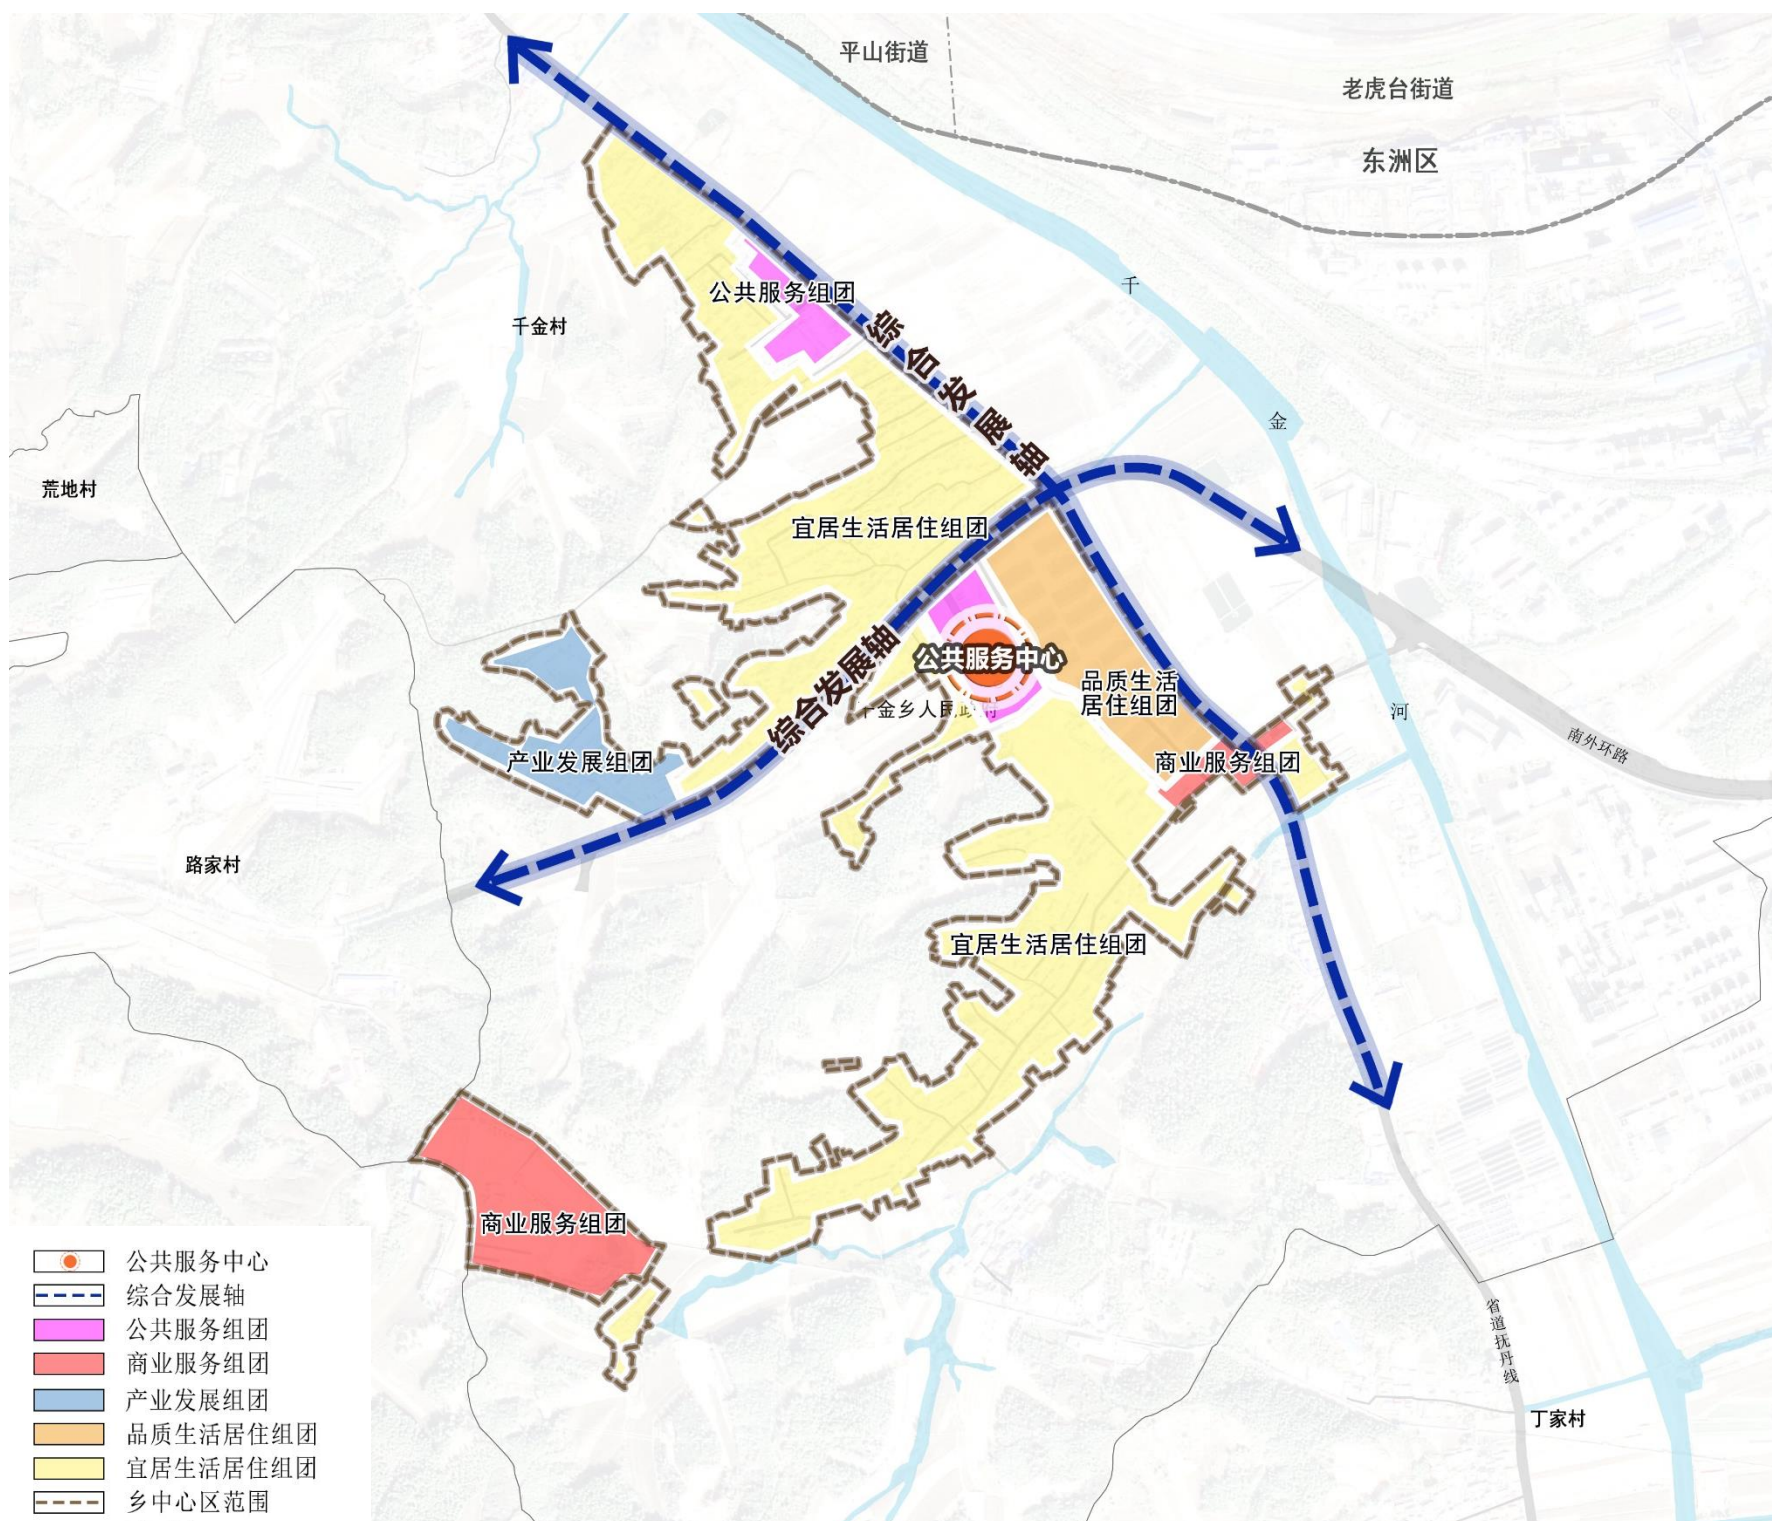 平山街道
老虎台街道
东洲区
千
公共服务组团
千金村
综合发展轴
金
荒地村
宜居生活居住组团
综合发展轴
公共服务中心
品质生活
居住组团
千金乡人民政府
河
南外环路
产业发展组团
商业服务组团
路家村
宜居生活居住组团
商业服务组团
省道抚丹线
丁家村
公共服务中心
综合发展轴
公共服务组团
商业服务组团
产业发展组团
品质生活居住组团
宜居生活居住组团
乡中心区范围